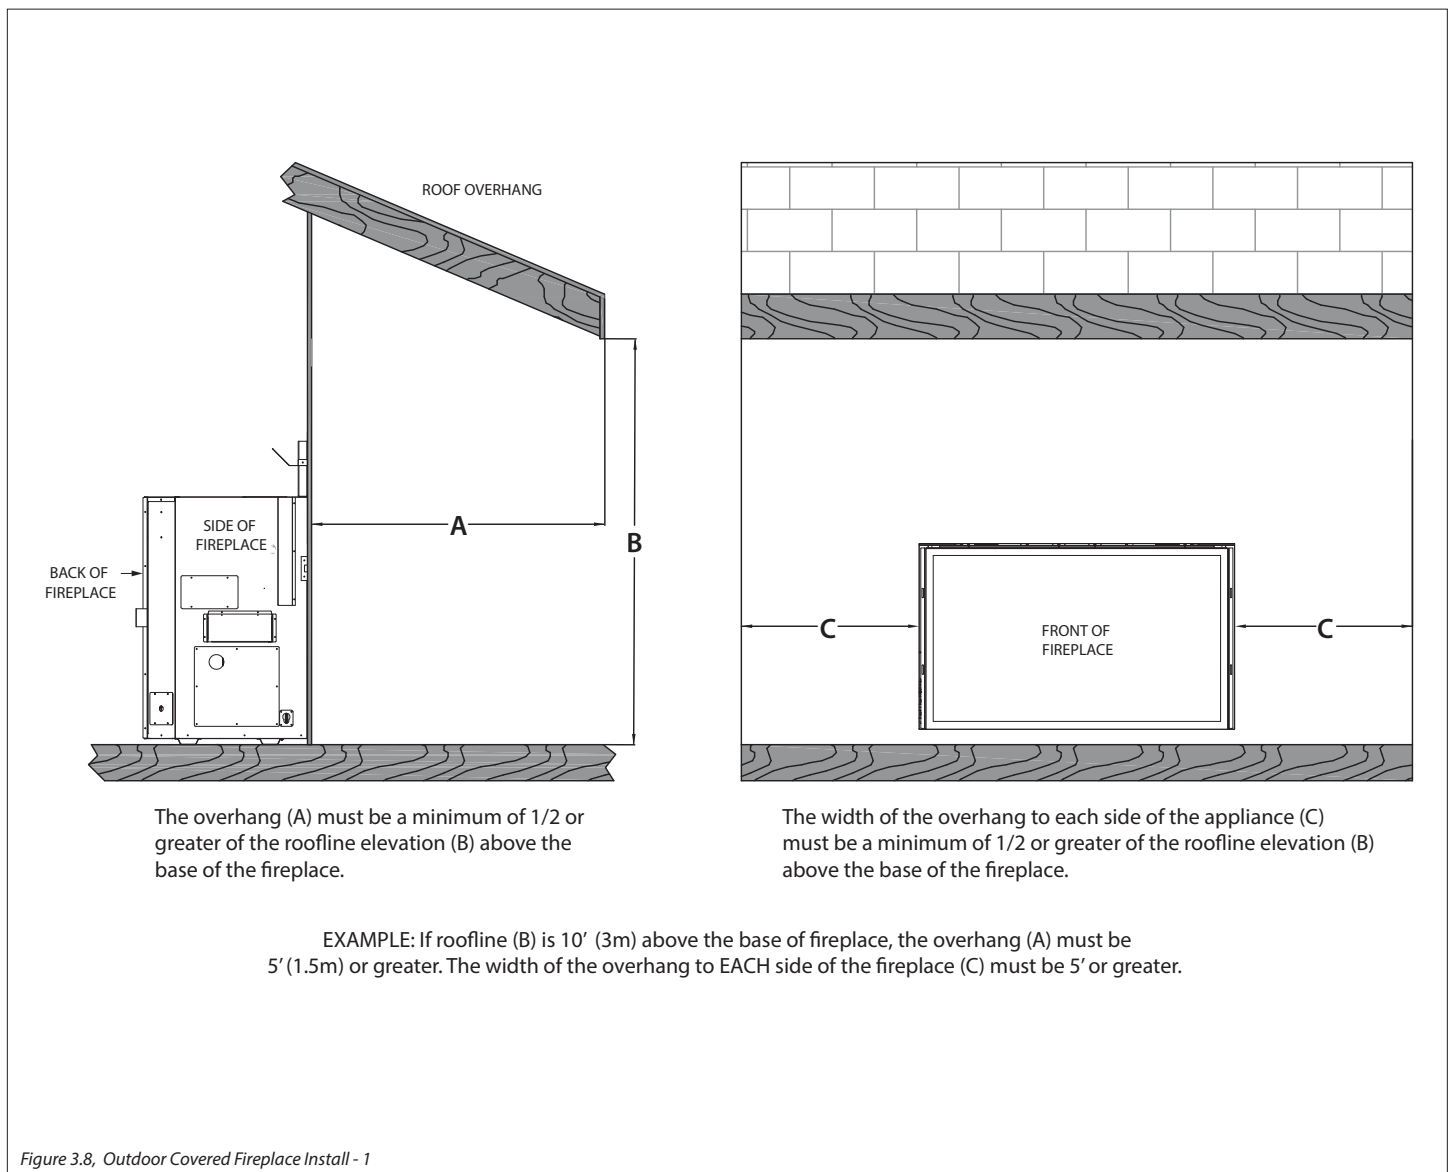 ROOF OVERHANG
SIDE OF
FIREPLACE
A
B
BACK OF
FIREPLACE
C
FRONT OF
FIREPLACE
C
The overhang (A) must be a minimum of 1/2 or
greater of the roofline elevation (B) above the
base of the fireplace.
The width of the overhang to each side of the appliance (C)
must be a minimum of 1/2 or greater of the roofline elevation (B)
above the base of the fireplace.
EXAMPLE: If roofline (B) is 10' (3m) above the base of fireplace, the overhang (A) must be
5' (1.5m) or greater. The width of the overhang to EACH side of the fireplace (C) must be 5' or greater.
Figure 3.8, Outdoor Covered Fireplace Install - 1